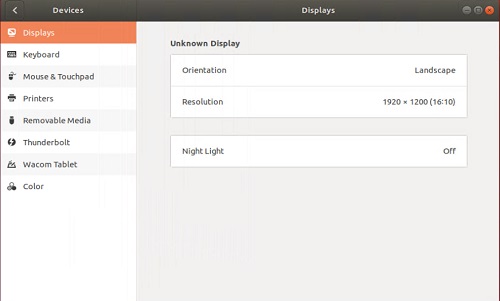 Devices
Displays
Displays
Keyboard
Mouse & Touchpad
Printers
Removable Media
Thunderbolt
Wacom Tablet
Color
Unknown Display
Orientation Landscape
Resolution 1920 × 1200 (16:10)
Night Light Off